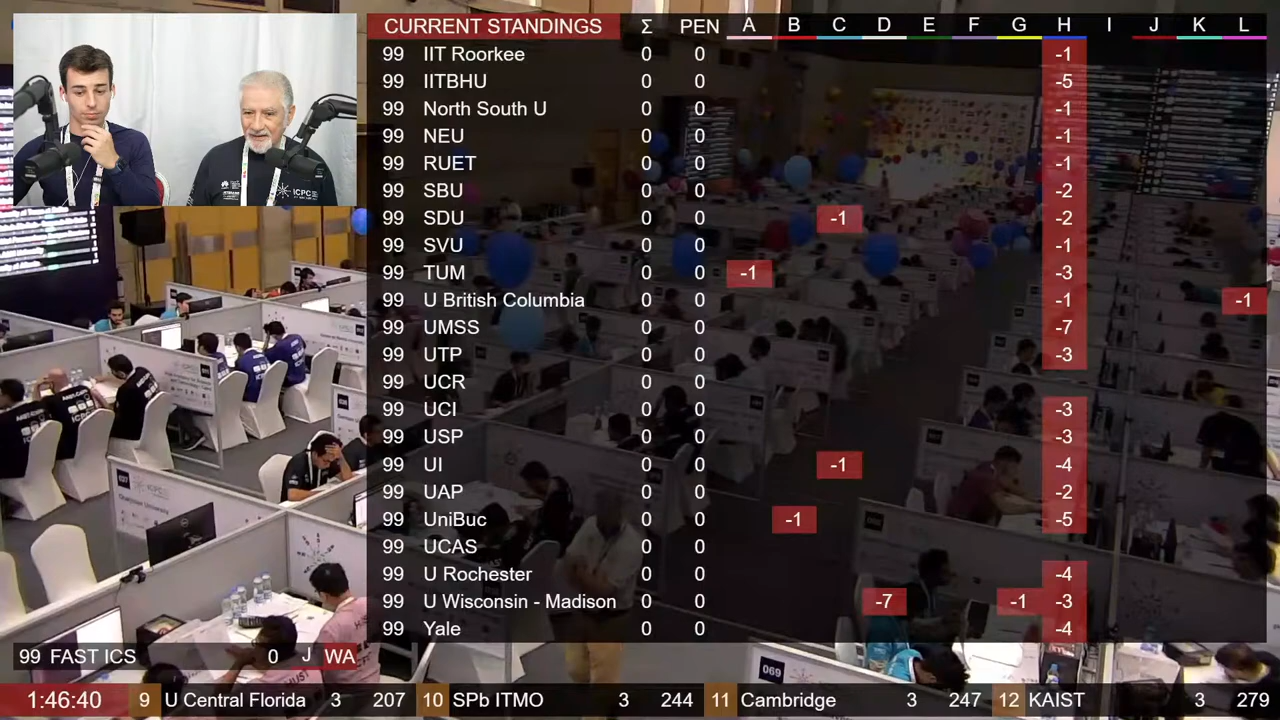 CURRENT STANDINGS Σ PEN A B C D E F G H I J K L
99 IIT Roorkee 0 0 -1
99 IITBHU 0 0 -5
99 North South U 0 0 -1
99 NEU 0 0 -1
99 RUET 0 0 -1
99 SBU 0 0 -2
99 SDU 0 0 -1 -2
99 SVU 0 0 -1
99 TUM 0 0 -1 -3
99 U British Columbia 0 0 -1 -1
99 UMSS 0 0 -7
99 UTP 0 0 -3
99 UCR 0 0
99 UCI 0 0 -3
99 USP 0 0 -3
99 UI 0 0 -1 -4
99 UAP 0 0 -2
99 UniBuc 0 0 -1 -5
99 UCAS 0 0
99 U Rochester 0 0 -4
99 U Wisconsin - Madison 0 0 -7 -1 -3
99 Yale 0 0 -4
99 FAST ICS 0 J WA
1:46:40 9 U Central Florida 3 207 10 SPb ITMO 3 244 11 Cambridge 3 247 12 KAIST 3 279
ICPC
069